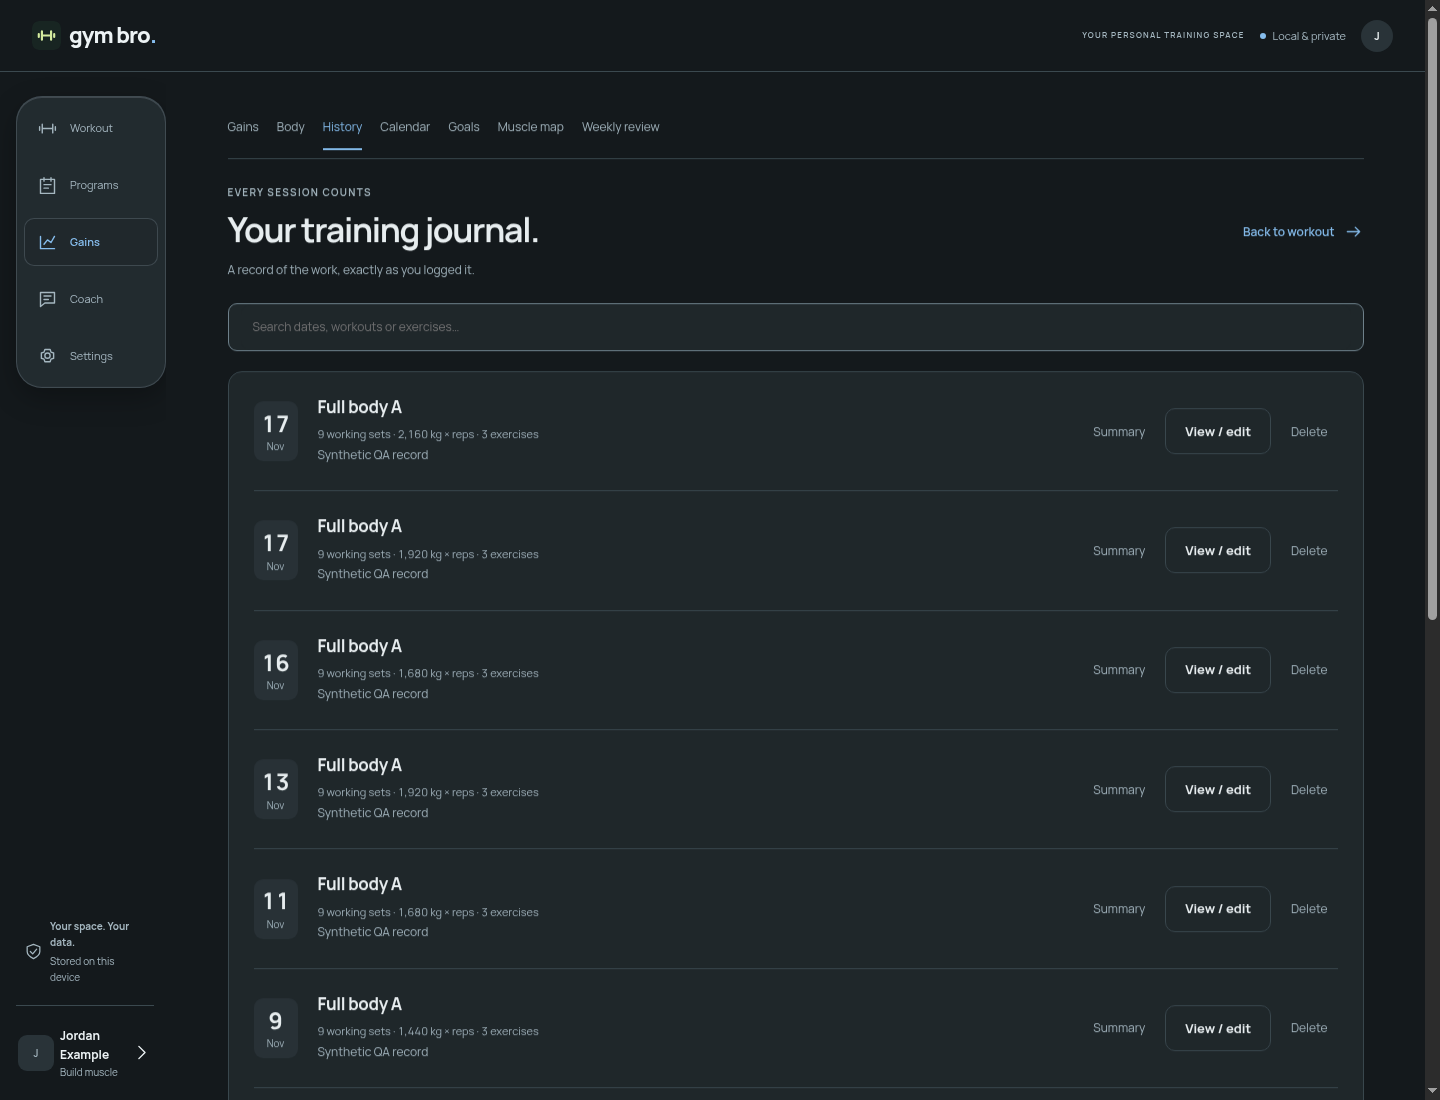 gym bro.
YOUR PERSONAL TRAINING SPACE
Local & private
J
Workout
Programs
Gains
Coach
Settings
Your space. Your
data.
Stored on this
device
J
Jordan
Example
Build muscle
Gains Body History Calendar Goals Muscle map Weekly review
EVERY SESSION COUNTS
Your training journal.
Back to workout
A record of the work, exactly as you logged it.
Search dates, workouts or exercises...
17
Nov
Full body A
9 working sets · 2,160 kg × reps · 3 exercises
Synthetic QA record
Summary View / edit Delete
17
Nov
Full body A
9 working sets · 1,920 kg × reps · 3 exercises
Synthetic QA record
Summary View / edit Delete
16
Nov
Full body A
9 working sets · 1,680 kg × reps · 3 exercises
Synthetic QA record
Summary View / edit Delete
13
Nov
Full body A
9 working sets · 1,920 kg × reps · 3 exercises
Synthetic QA record
Summary View / edit Delete
11
Nov
Full body A
9 working sets · 1,680 kg × reps · 3 exercises
Synthetic QA record
Summary View / edit Delete
9
Nov
Full body A
9 working sets · 1,440 kg × reps · 3 exercises
Synthetic QA record
Summary View / edit Delete